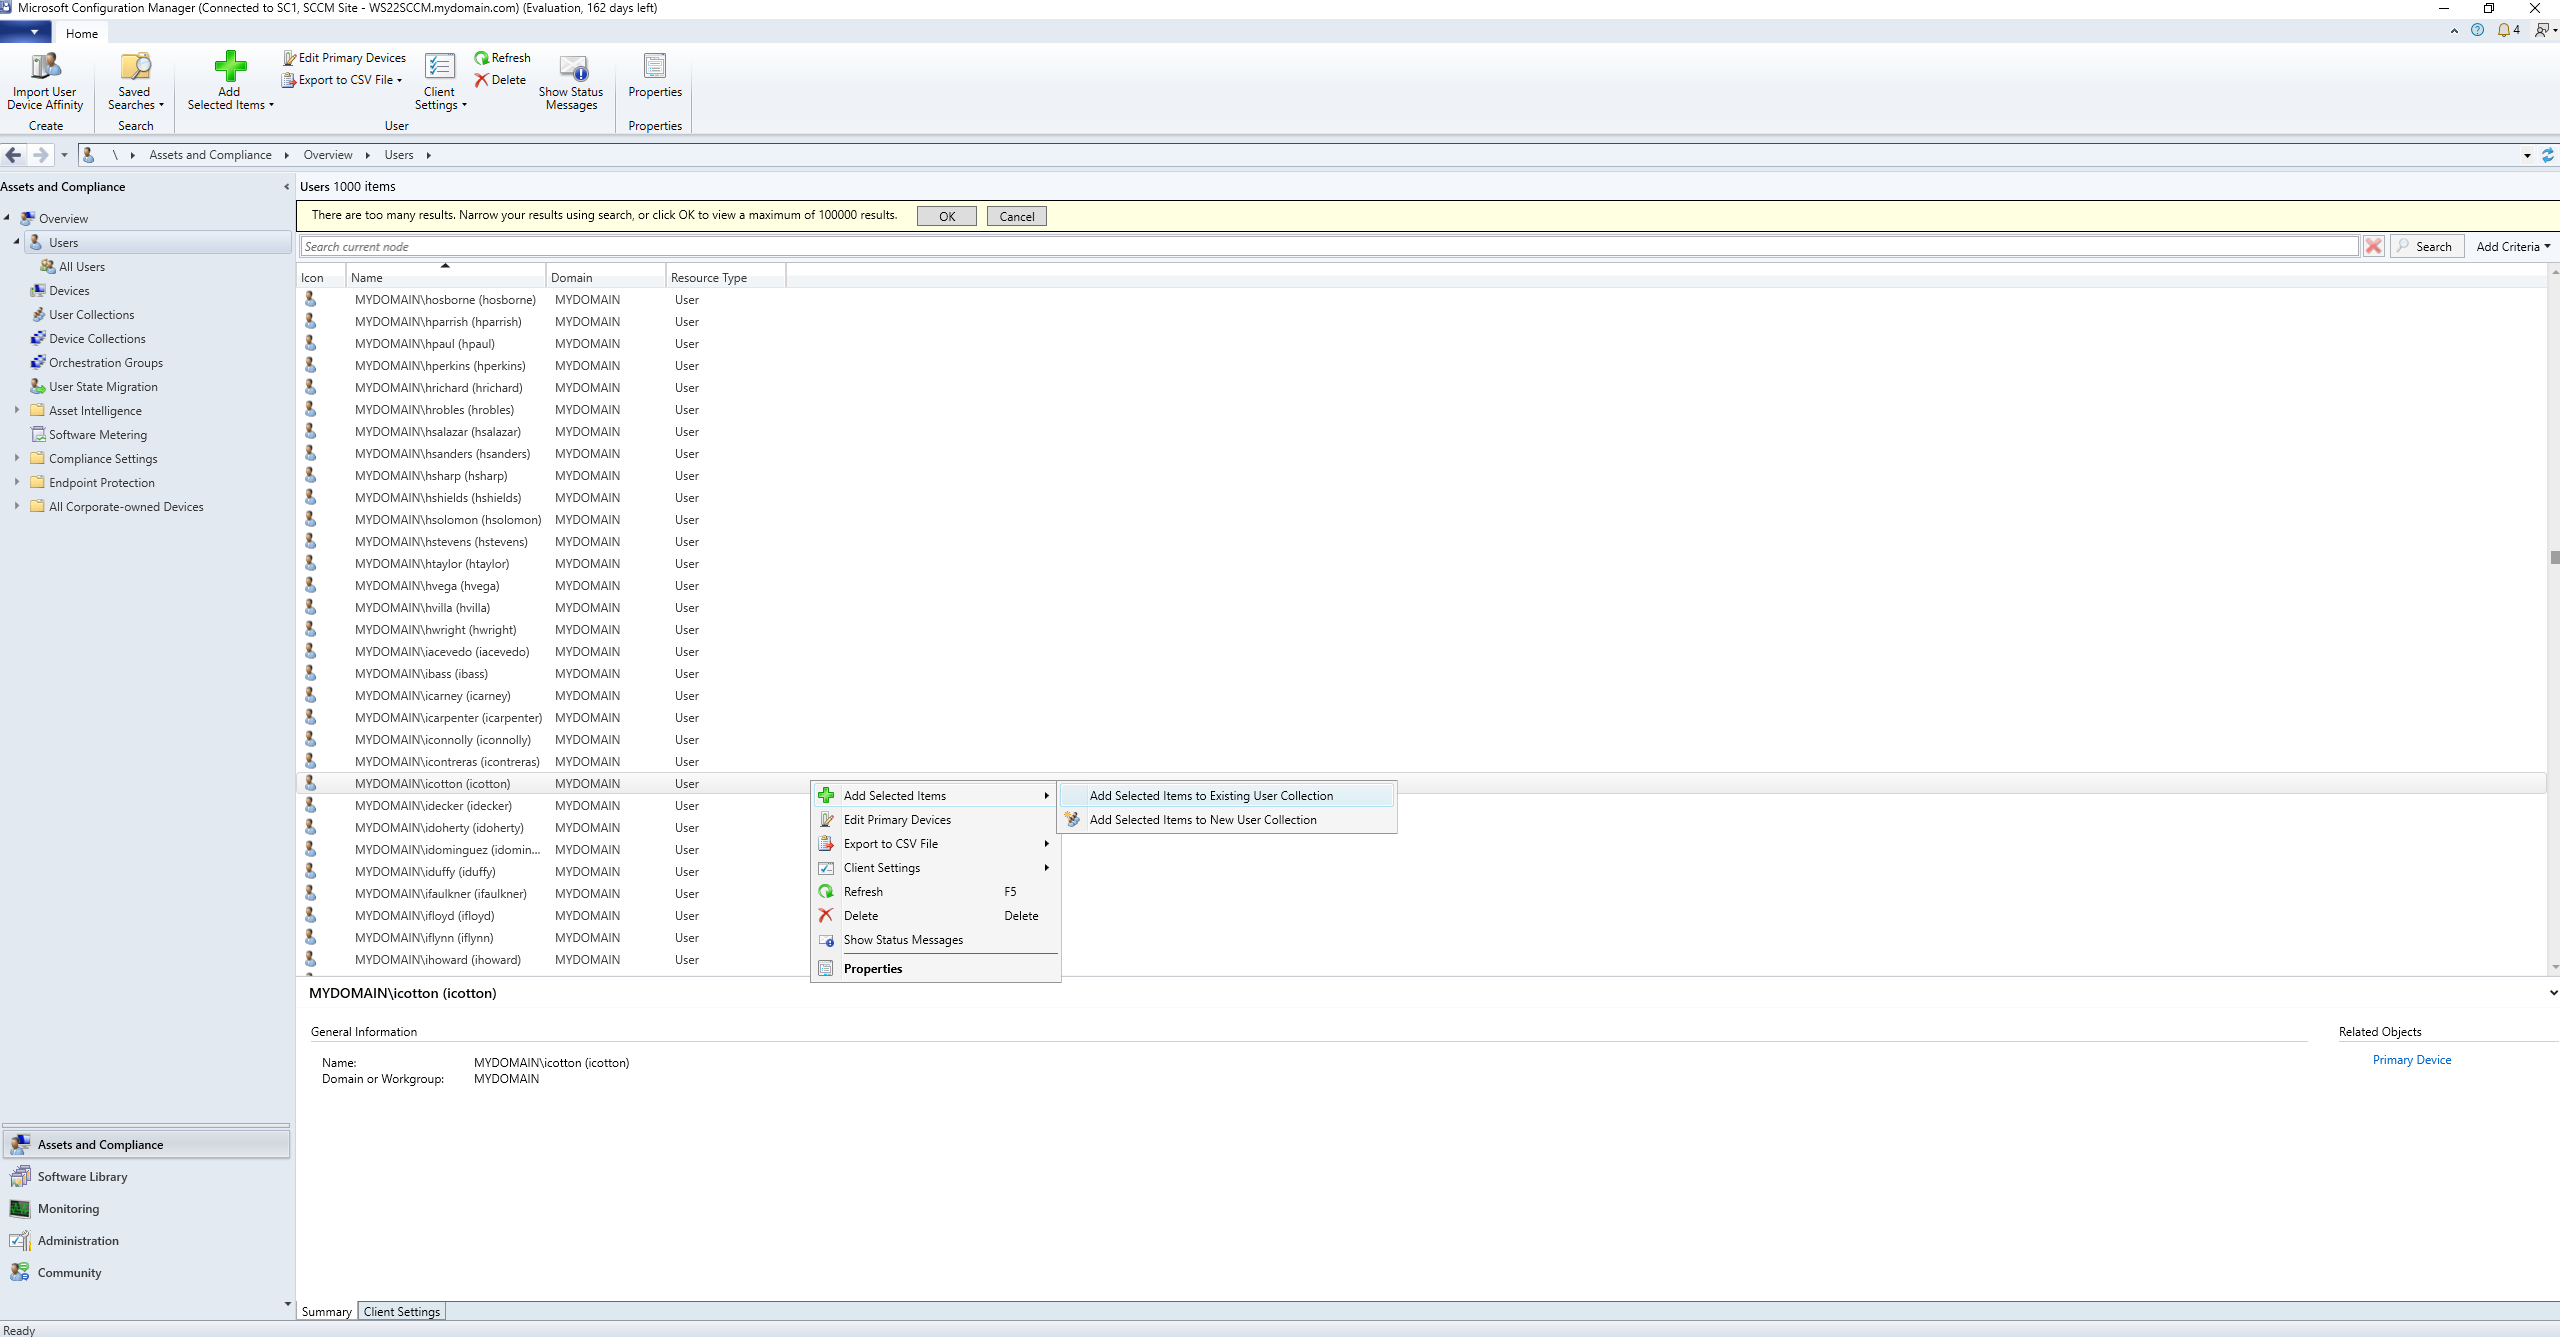 Microsoft Configuration Manager (Connected to SC1, SCCM Site - WS22SCCM.mydomain.com) (Evaluation, 162 days left)
Home
4
Import User Device Affinity
Create
Saved Searches
Search
Add Selected Items
Edit Primary Devices
Export to CSV File
Client Settings
Refresh
Delete
Show Status Messages
User
Properties
Properties
\ Assets and Compliance Overview Users
Assets and Compliance
Overview
Users
All Users
Devices
User Collections
Device Collections
Orchestration Groups
User State Migration
Asset Intelligence
Software Metering
Compliance Settings
Endpoint Protection
All Corporate-owned Devices
Users 1000 items
There are too many results. Narrow your results using search, or click OK to view a maximum of 100000 results. OK Cancel
Search current node Search Add Criteria
Icon Name Domain Resource Type
MYDOMAIN\hosborne (hosborne) MYDOMAIN User
MYDOMAIN\hparrish (hparrish) MYDOMAIN User
MYDOMAIN\hpaul (hpaul) MYDOMAIN User
MYDOMAIN\hperkins (hperkins) MYDOMAIN User
MYDOMAIN\hrichard (hrichard) MYDOMAIN User
MYDOMAIN\hrobles (hrobles) MYDOMAIN User
MYDOMAIN\hsalazar (hsalazar) MYDOMAIN User
MYDOMAIN\hsanders (hsanders) MYDOMAIN User
MYDOMAIN\hsharp (hsharp) MYDOMAIN User
MYDOMAIN\hshields (hshields) MYDOMAIN User
MYDOMAIN\hsolomon (hsolomon) MYDOMAIN User
MYDOMAIN\hstevens (hstevens) MYDOMAIN User
MYDOMAIN\htaylor (htaylor) MYDOMAIN User
MYDOMAIN\hvega (hvega) MYDOMAIN User
MYDOMAIN\hvilla (hvilla) MYDOMAIN User
MYDOMAIN\hwright (hwright) MYDOMAIN User
MYDOMAIN\iacevedo (iacevedo) MYDOMAIN User
MYDOMAIN\ibass (ibass) MYDOMAIN User
MYDOMAIN\icarney (icarney) MYDOMAIN User
MYDOMAIN\icarpenter (icarpenter) MYDOMAIN User
MYDOMAIN\iconnolly (iconnolly) MYDOMAIN User
MYDOMAIN\icontreras (icontreras) MYDOMAIN User
MYDOMAIN\icotton (icotton) MYDOMAIN User
MYDOMAIN\idecker (idecker) MYDOMAIN User
MYDOMAIN\idoherty (idoherty) MYDOMAIN User
MYDOMAIN\idominguez (idomin... MYDOMAIN User
MYDOMAIN\iduffy (iduffy) MYDOMAIN User
MYDOMAIN\ifaulkner (ifaulkner) MYDOMAIN User
MYDOMAIN\ifloyd (ifloyd) MYDOMAIN User
MYDOMAIN\iflynn (iflynn) MYDOMAIN User
MYDOMAIN\ihoward (ihoward) MYDOMAIN User
Add Selected Items
Edit Primary Devices
Export to CSV File
Client Settings
Refresh F5
Delete Delete
Show Status Messages
Properties
Add Selected Items to Existing User Collection
Add Selected Items to New User Collection
MYDOMAIN\icotton (icotton)
General Information
Name: MYDOMAIN\icotton (icotton)
Domain or Workgroup: MYDOMAIN
Related Objects
Primary Device
Assets and Compliance
Software Library
Monitoring
Administration
Community
Summary Client Settings
Ready